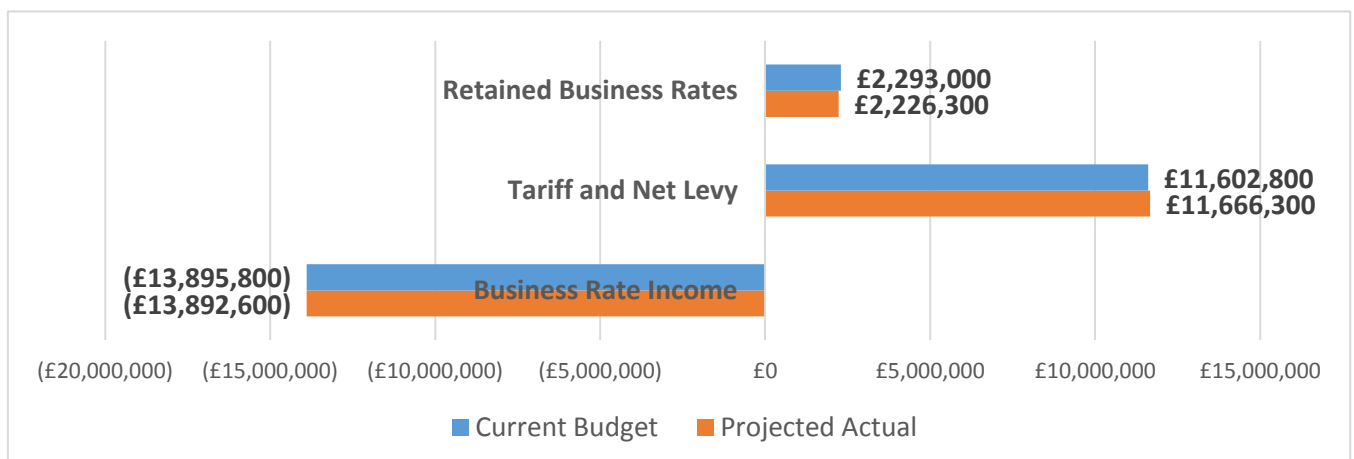 Retained Business Rates
£2,293,000
£2,226,300
Tariff and Net Levy
£11,602,800
£11,666,300
(£13,895,800)
(£13,892,600)
Business Rate Income
(£20,000,000) (£15,000,000) (£10,000,000) (£5,000,000) £0 £5,000,000 £10,000,000 £15,000,000
Current Budget Projected Actual